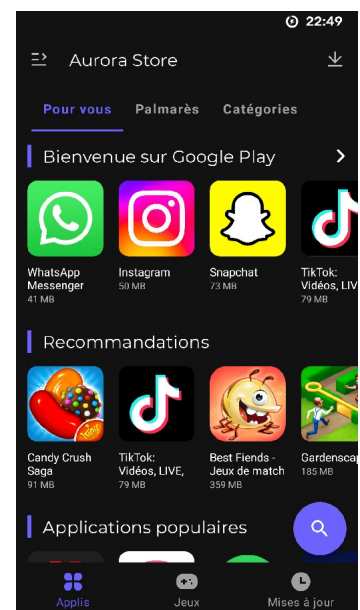 22:49
Aurora Store
Pour vous Palmarès Catégories
Bienvenue sur Google Play
WhatsApp Instagram Snapchat TikTok:
Messenger 50 MB 73 MB Vidéos, LIV
41 MB 79 MB
Recommandations
Candy Crush TikTok: Best Fiends - Gardenscap
Saga Vidéos, LIVE, Jeux de match 185 MB
91 MB 79 MB 359 MB
Applications populaires
Applis Jeux Mises à jour